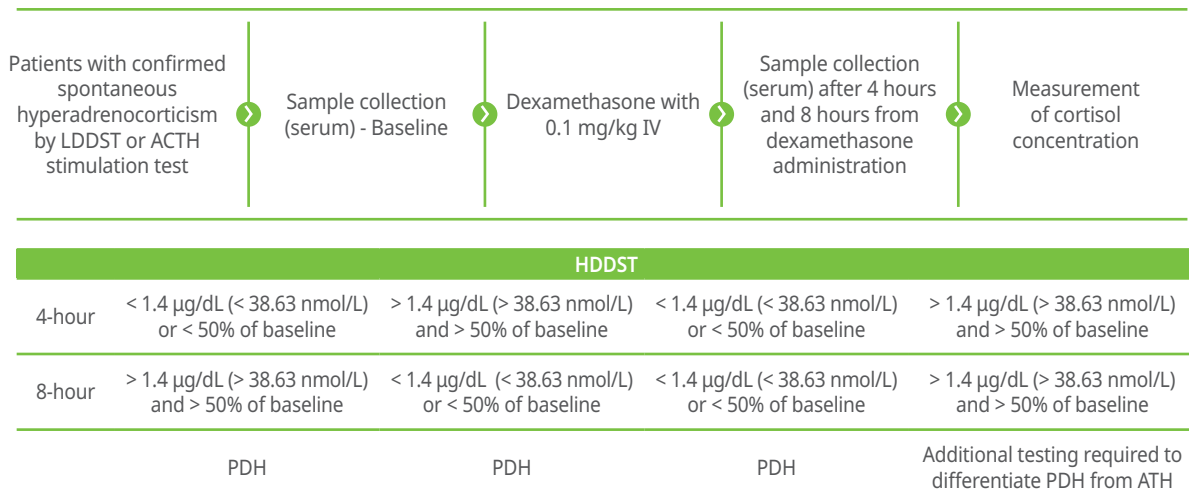 Patients with confirmed
spontaneous
hyperadrenocorticism
by LDDST or ACTH
stimulation test
Sample collection
(serum) - Baseline
Dexamethasone with
0.1 mg/kg IV
Sample collection
(serum) after 4 hours
and 8 hours from
dexamethasone
administration
Measurement
of cortisol
concentration
HDDST
4-hour
< 1.4 µg/dL (< 38.63 nmol/L)
or < 50% of baseline
> 1.4 µg/dL (> 38.63 nmol/L)
and > 50% of baseline
< 1.4 µg/dL (< 38.63 nmol/L)
or < 50% of baseline
> 1.4 µg/dL (> 38.63 nmol/L)
and > 50% of baseline
8-hour
> 1.4 µg/dL (> 38.63 nmol/L)
and > 50% of baseline
< 1.4 µg/dL (< 38.63 nmol/L)
or < 50% of baseline
< 1.4 µg/dL (< 38.63 nmol/L)
or < 50% of baseline
> 1.4 µg/dL (> 38.63 nmol/L)
and > 50% of baseline
PDH
PDH
PDH
Additional testing required to
differentiate PDH from ATH